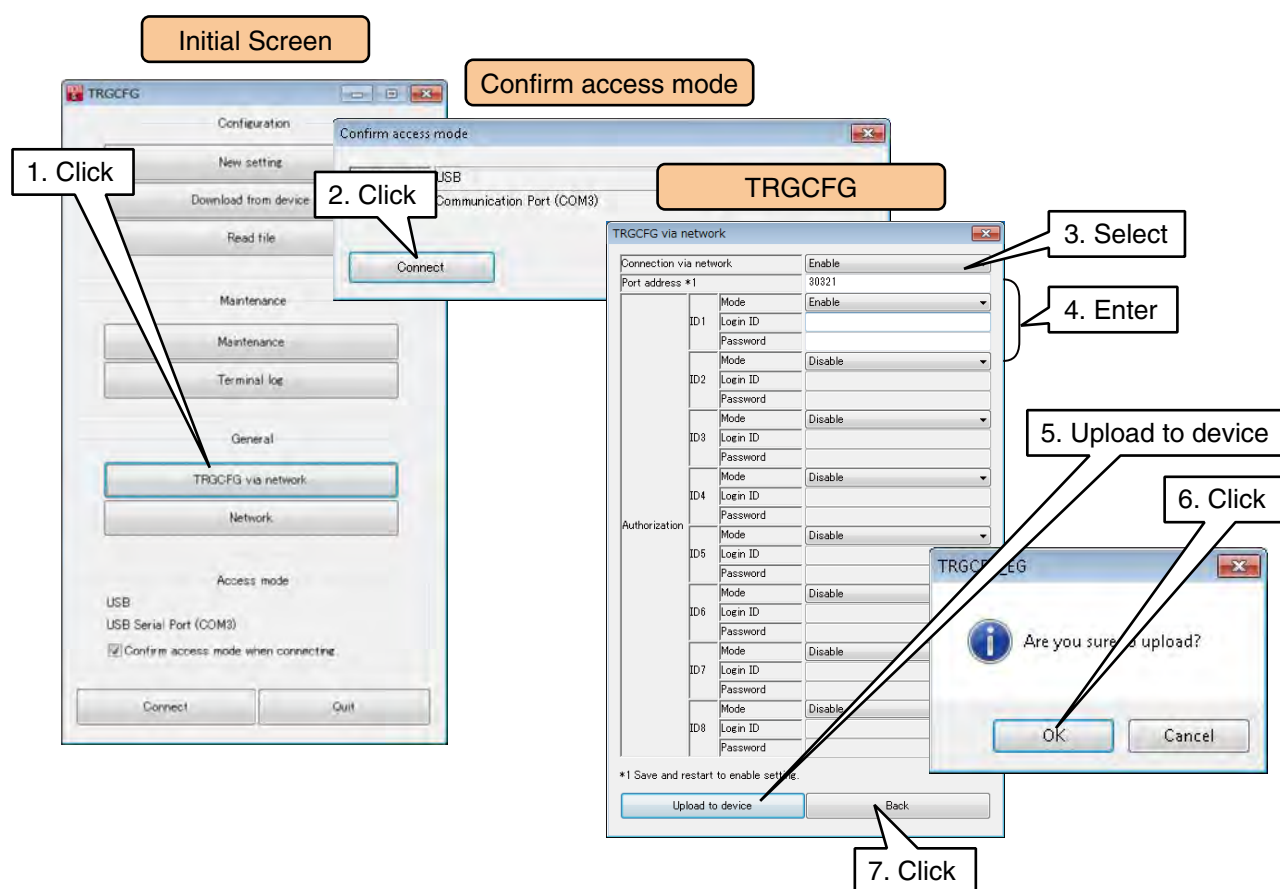 Initial Screen
TRGCFG
Configuration
New setting
Download from device
Read file
Maintenance
Maintenance
Terminal log
General
TRGCFG via network
Network
Access mode
USB
USB Serial Port (COM3)
Confirm access mode when connecting
Connect
Quit
1. Click
Confirm access mode
Confirm access mode
USB
Communication Port (COM3)
Connect
2. Click
TRGCFG
TRGCFG via network
Connection via network Enable
Port address *1 30321
Authorization
ID1 Mode Enable
Login ID
Password
ID2 Mode Disable
Login ID
Password
ID3 Mode Disable
Login ID
Password
ID4 Mode Disable
Login ID
Password
ID5 Mode Disable
Login ID
Password
ID6 Mode Disable
Login ID
Password
ID7 Mode Disable
Login ID
Password
ID8 Mode Disable
Login ID
Password
*1 Save and restart to enable setting.
Upload to device
Back
3. Select
4. Enter
5. Upload to device
6. Click
Are you sure to upload?
OK
Cancel
7. Click